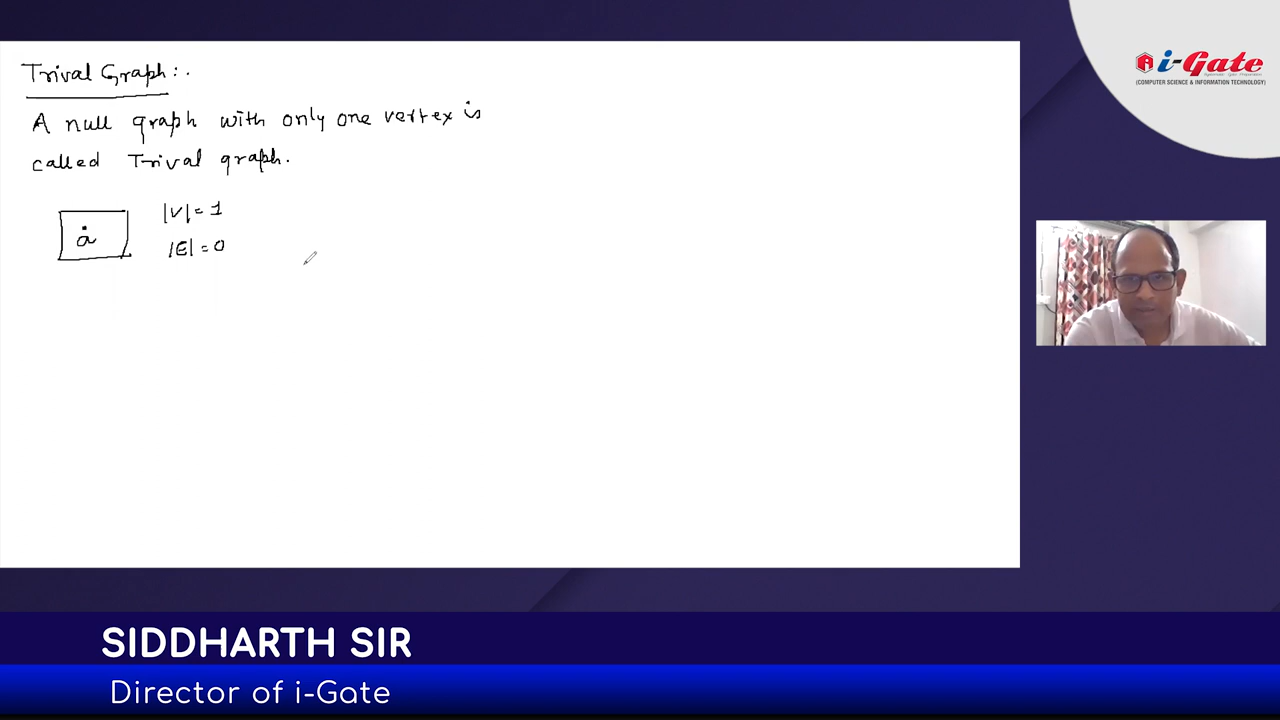 Trival Graph:.
A null graph with only one vertex is
called Trival graph.
|V| = 1
a
|E| = 0
i-Gate
(COMPUTER SCIENCE & INFORMATION TECHNOLOGY)
SIDDHARTH SIR
Director of i-Gate